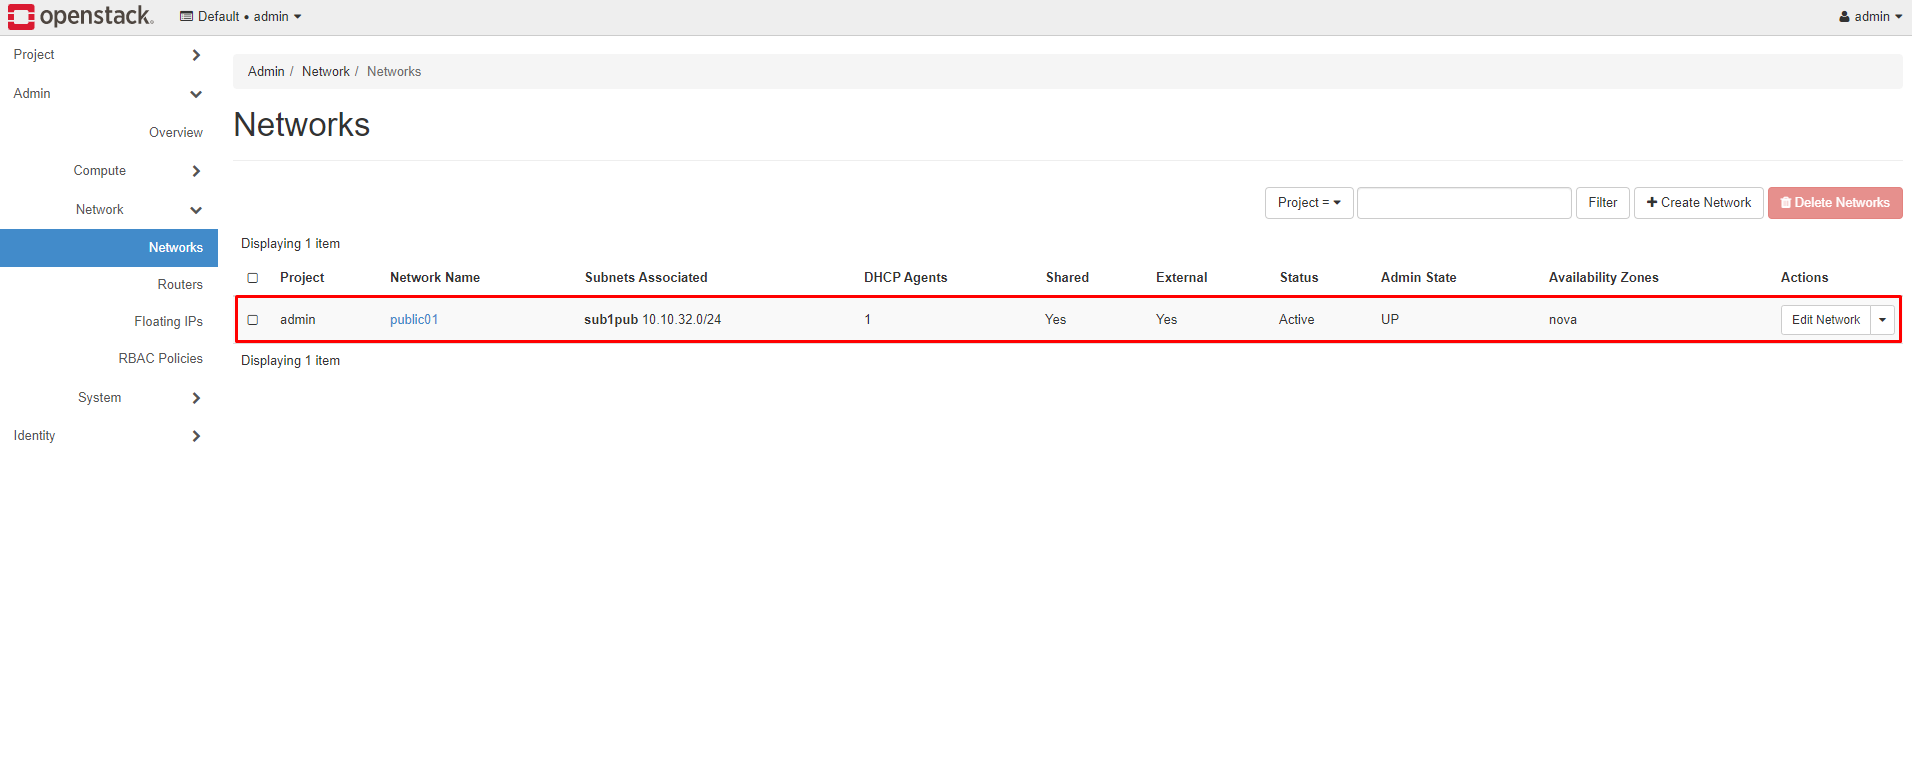 openstack. Default • admin admin
Project
Admin
Overview
Compute
Network
Networks
Routers
Floating IPs
RBAC Policies
System
Identity
Admin / Network / Networks
Networks
Project = Filter Create Network Delete Networks
Displaying 1 item
Project Network Name Subnets Associated DHCP Agents Shared External Status Admin State Availability Zones Actions
admin public01 sub1pub 10.10.32.0/24 1 Yes Yes Active UP nova Edit Network
Displaying 1 item